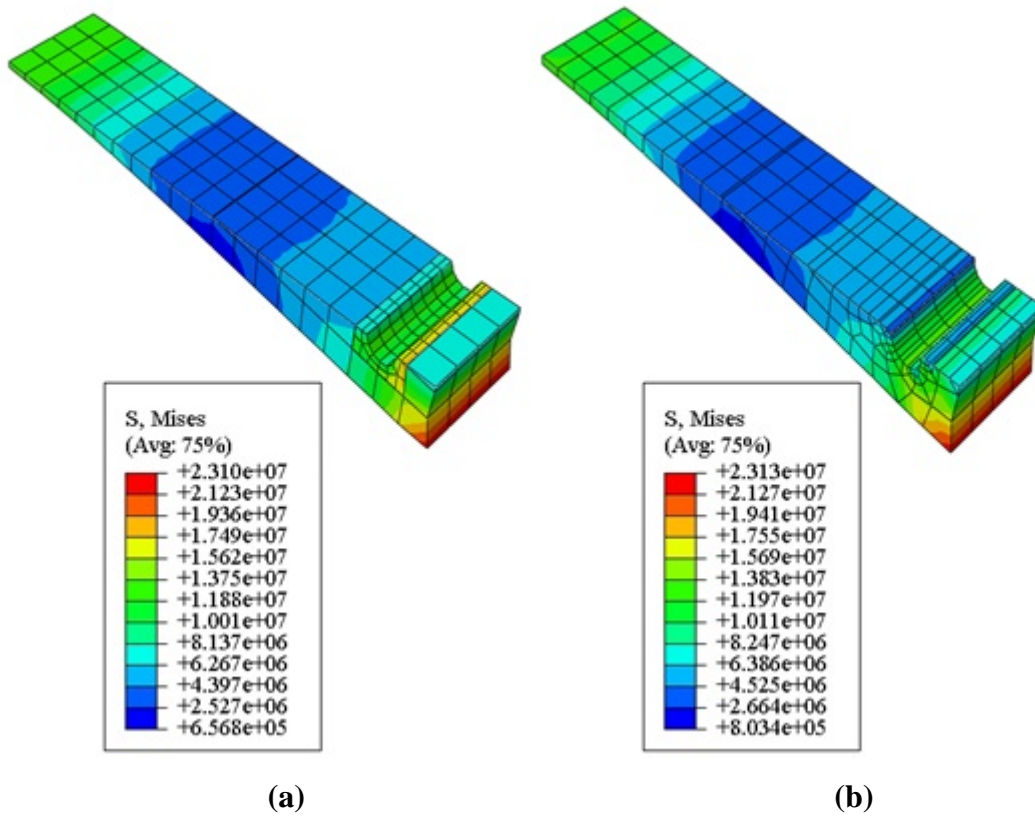 S, Mises
(Avg: 75%)
+2.310e+07
+2.123e+07
+1.936e+07
+1.749e+07
+1.562e+07
+1.375e+07
+1.188e+07
+1.001e+07
+8.137e+06
+6.267e+06
+4.397e+06
+2.527e+06
+6.568e+05
(a)
S, Mises
(Avg: 75%)
+2.313e+07
+2.127e+07
+1.941e+07
+1.755e+07
+1.569e+07
+1.383e+07
+1.197e+07
+1.011e+07
+8.247e+06
+6.386e+06
+4.525e+06
+2.664e+06
+8.034e+05
(b)